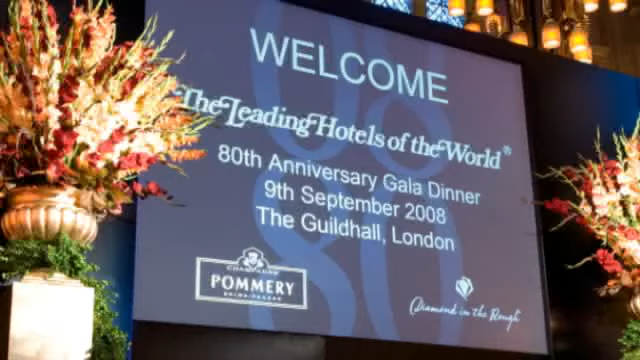 WELCOME
The Leading Hotels of the World®
80th Anniversary Gala Dinner
9th September 2008
The Guildhall, London
80
CHAMPAGNE
POMMERY
REIMS·FRANCE
Diamond in the Rough